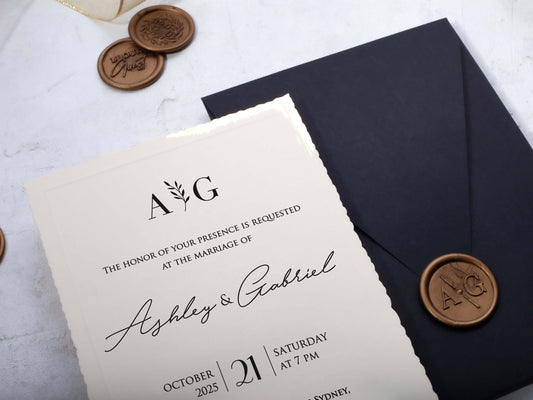 A G
THE HONOR OF YOUR PRESENCE IS REQUESTED
AT THE MARRIAGE OF
Ashley & Gabriel
OCTOBER 2025 | 21 | SATURDAY AT 7 PM
SYDNEY,
A G